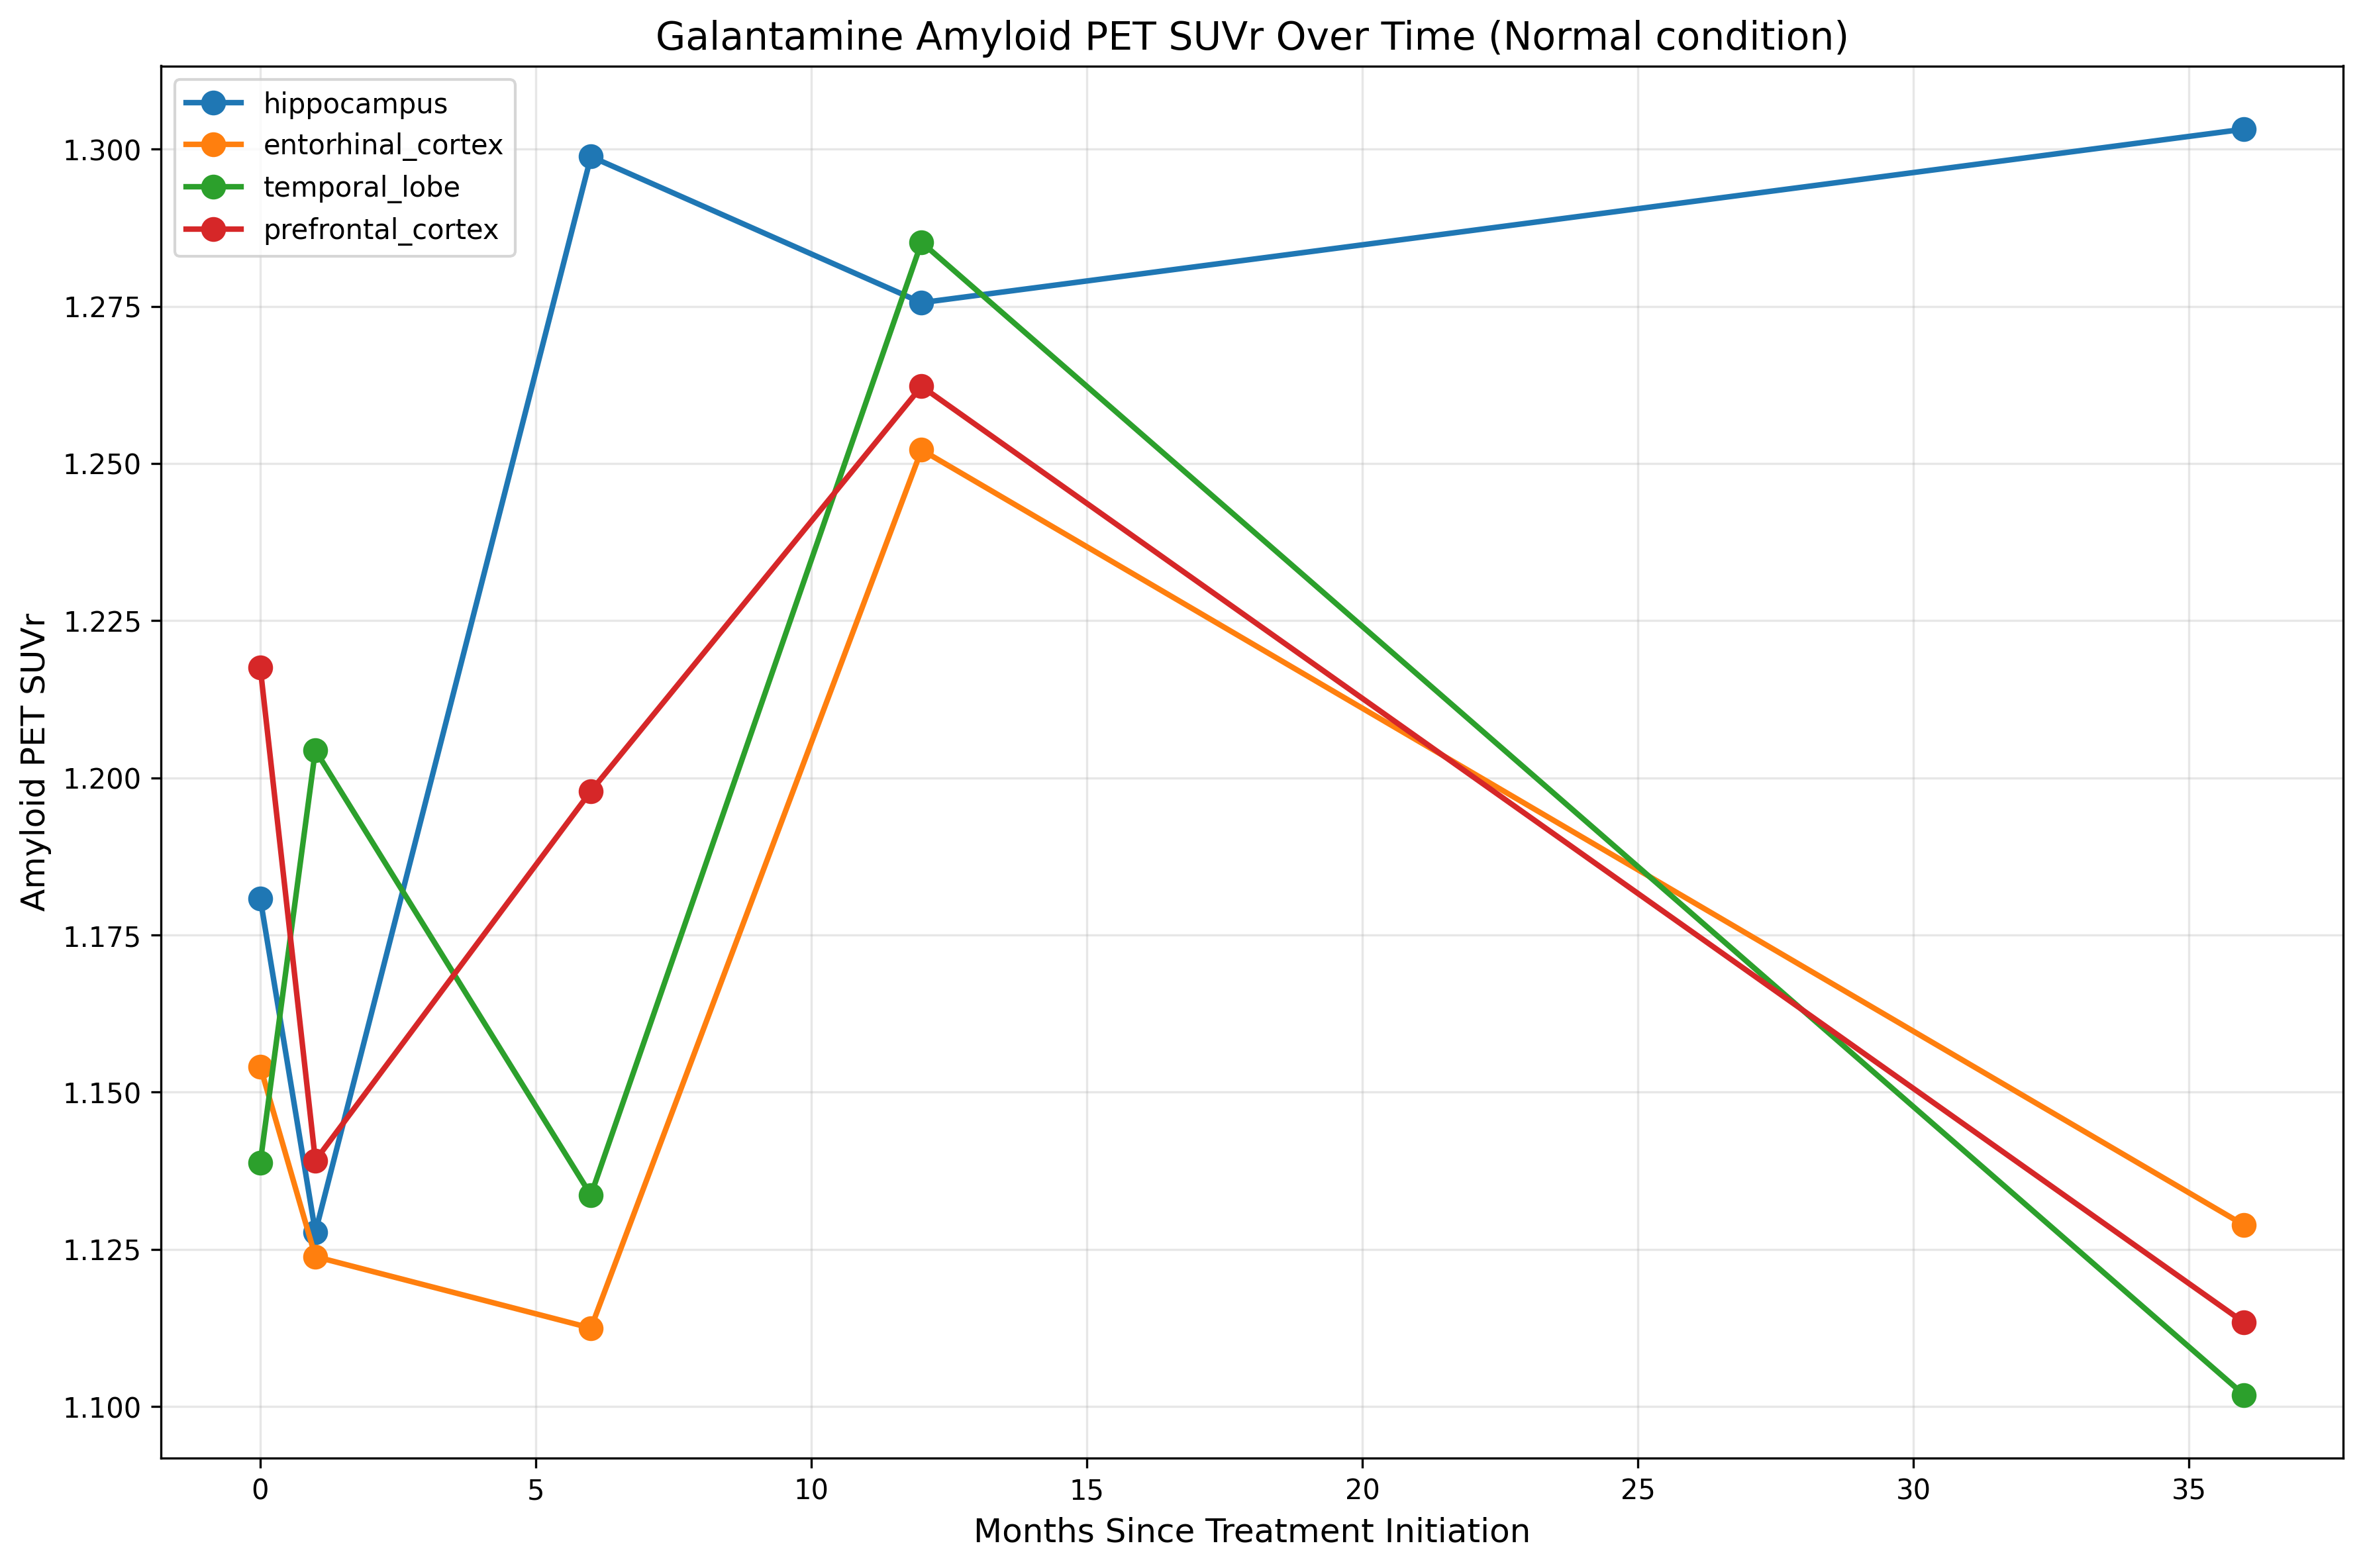 Galantamine Amyloid PET SUVr Over Time (Normal condition)
hippocampus
entorhinal_cortex
temporal_lobe
prefrontal_cortex
Amyloid PET SUVr
1.300
1.275
1.250
1.225
1.200
1.175
1.150
1.125
1.100
0 5 10 15 20 25 30 35
Months Since Treatment Initiation